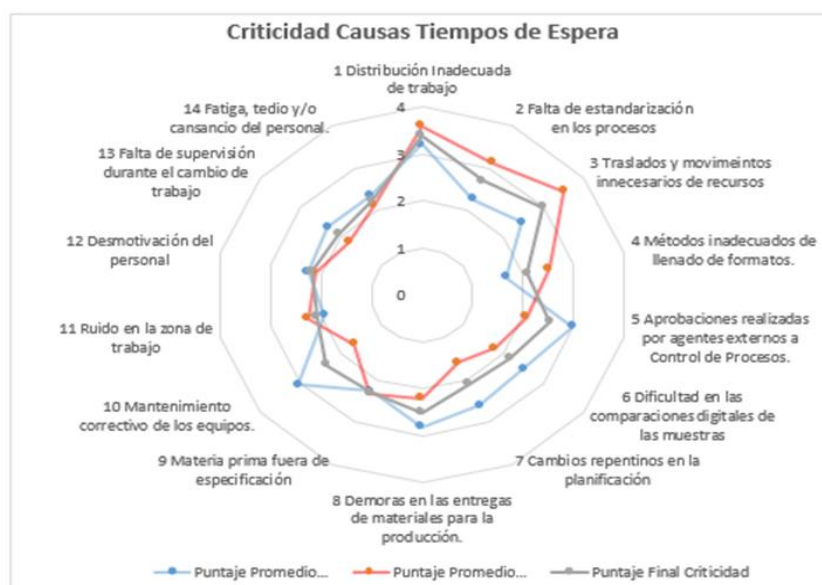 Criticidad Causas Tiempos de Espera
1 Distribución Inadecuada
de trabajo
2 Falta de estandarización
en los procesos
3 Traslados y movimeintos
innecesarios de recursos
4 Métodos inadecuados de
llenado de formatos.
5 Aprobaciones realizadas
por agentes externos a
Control de Procesos.
6 Dificultad en las
comparaciones digitales de
las muestras
7 Cambios repentinos en la
planificación
8 Demoras en las entregas
de materiales para la
producción.
9 Materia prima fuera de
especificación
10 Mantenimiento
correctivo de los equipos.
11 Ruido en la zona de
trabajo
12 Desmotivación del
personal
13 Falta de supervisión
durante el cambio de
trabajo
14 Fatiga, tedio y/o
cansancio del personal.
4
3
2
1
0
Puntaje Promedio...
Puntaje Promedio...
Puntaje Final Criticidad